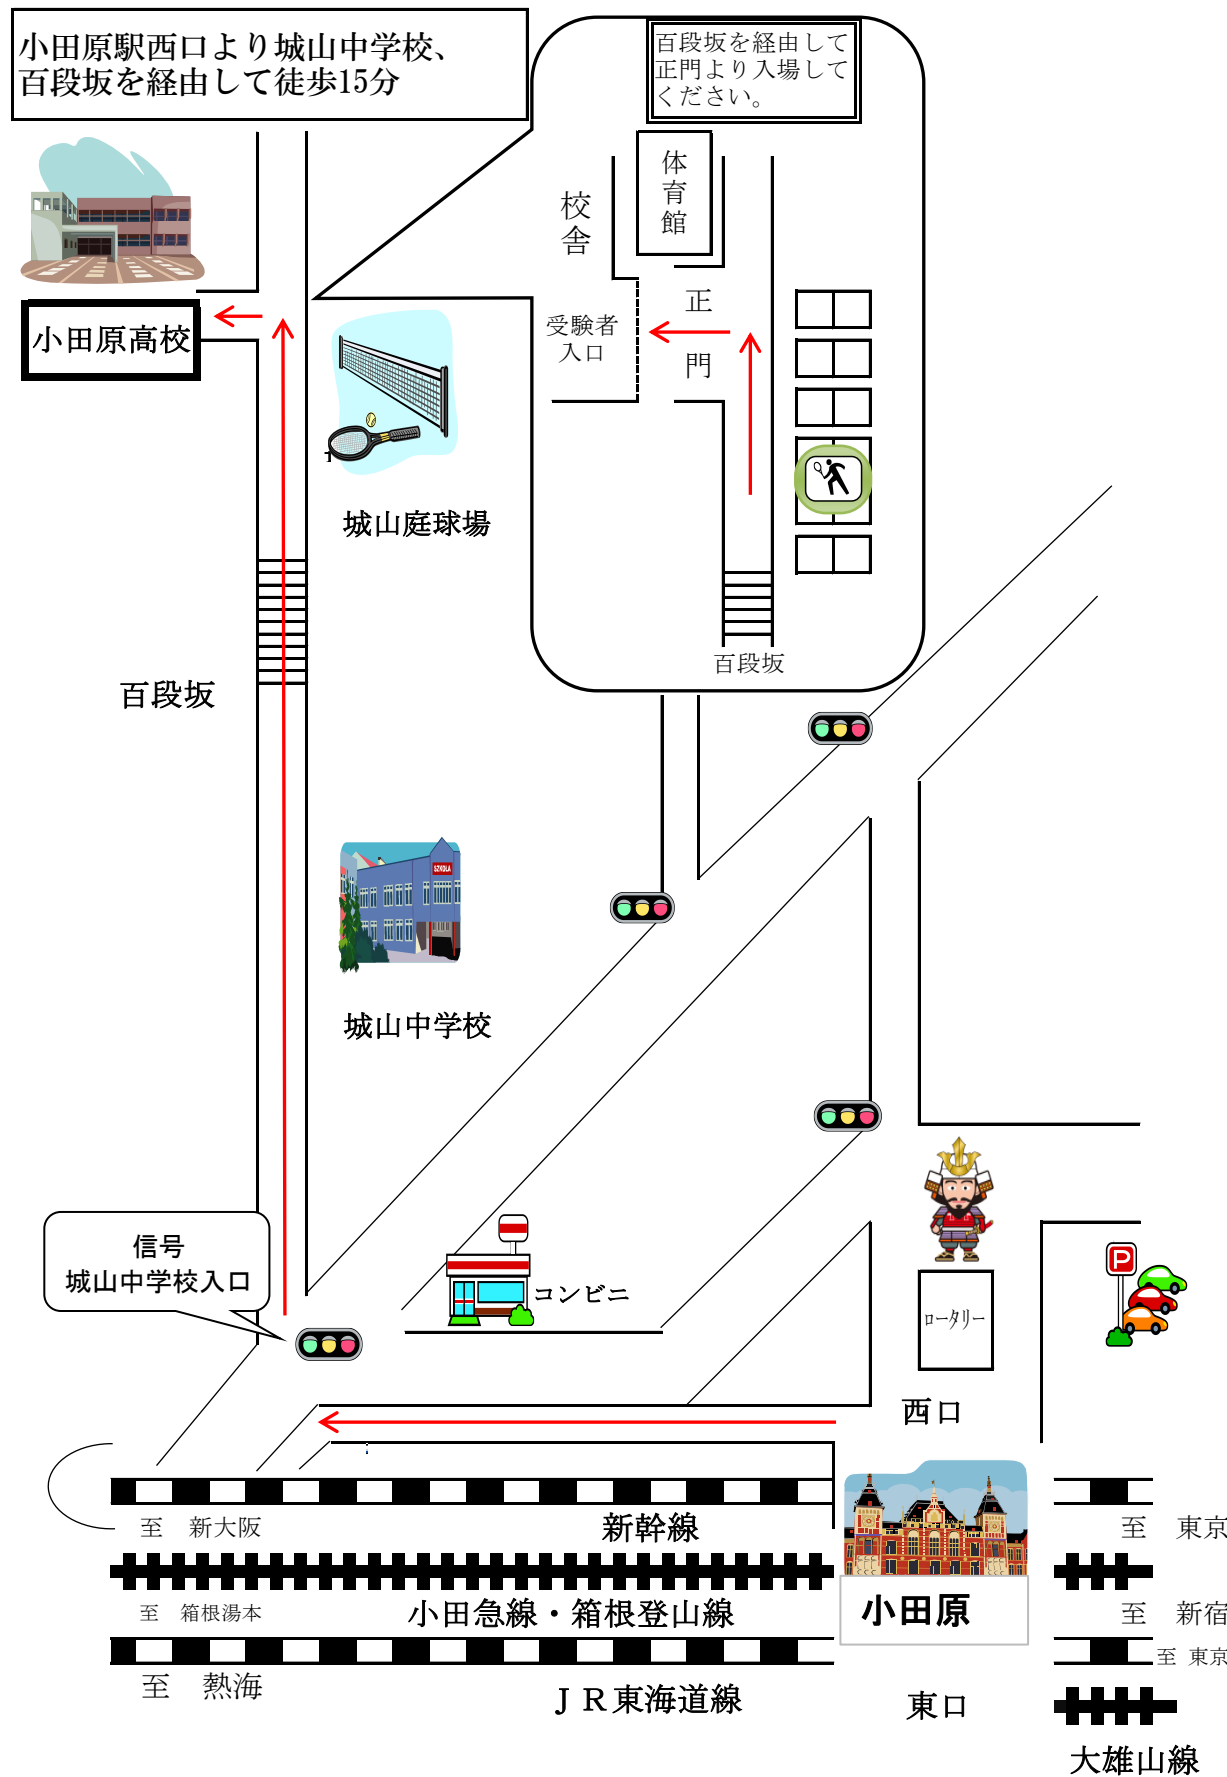 小田原駅西口より城山中学校、
百段坂を経由して徒歩15分
百段坂を経由して
正門より入場して
ください。
体育館
校舎
正門
受験者
入口
小田原高校
城山庭球場
百段坂
百段坂
SZKOLA
城山中学校
信号
城山中学校入口
コンビニ
P
ロータリー
西口
至 新大阪
新幹線
至 東京
至 箱根湯本
小田急線・箱根登山線
小田原
至 新宿
至 東京
至 熱海
ＪＲ東海道線
東口
大雄山線